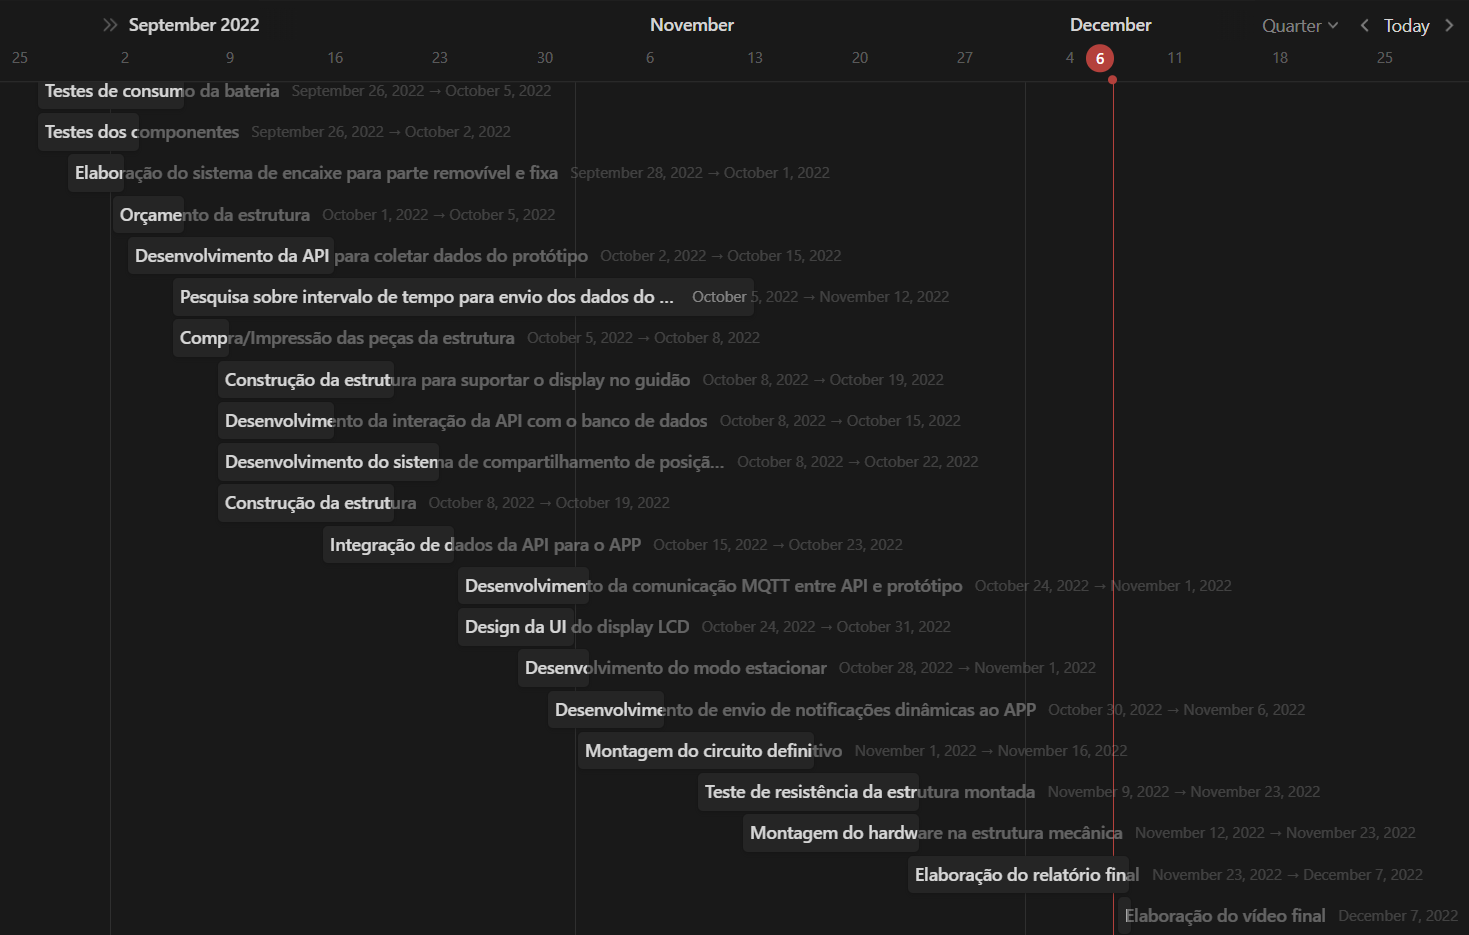 September 2022 November December Quarter Today
25 2 9 16 23 30 6 13 20 27 4 6 11 18 25
Testes de consumo da bateria September 26, 2022 → October 5, 2022
Testes dos componentes September 26, 2022 → October 2, 2022
Elaboração do sistema de encaixe para parte removível e fixa September 28, 2022 → October 1, 2022
Orçamento da estrutura October 1, 2022 → October 5, 2022
Desenvolvimento da API para coletar dados do protótipo October 2, 2022 → October 15, 2022
Pesquisa sobre intervalo de tempo para envio dos dados do ... October 5, 2022 → November 12, 2022
Compra/Impressão das peças da estrutura October 5, 2022 → October 8, 2022
Construção da estrutura para suportar o display no guidão October 8, 2022 → October 19, 2022
Desenvolvimento da interação da API com o banco de dados October 8, 2022 → October 15, 2022
Desenvolvimento do sistema de compartilhamento de posiçã... October 8, 2022 → October 22, 2022
Construção da estrutura October 8, 2022 → October 19, 2022
Integração de dados da API para o APP October 15, 2022 → October 23, 2022
Desenvolvimento da comunicação MQTT entre API e protótipo October 24, 2022 → November 1, 2022
Design da UI do display LCD October 24, 2022 → October 31, 2022
Desenvolvimento do modo estacionar October 28, 2022 → November 1, 2022
Desenvolvimento de envio de notificações dinâmicas ao APP October 30, 2022 → November 6, 2022
Montagem do circuito definitivo November 1, 2022 → November 16, 2022
Teste de resistência da estrutura montada November 9, 2022 → November 23, 2022
Montagem do hardware na estrutura mecânica November 12, 2022 → November 23, 2022
Elaboração do relatório final November 23, 2022 → December 7, 2022
Elaboração do vídeo final December 7, 2022